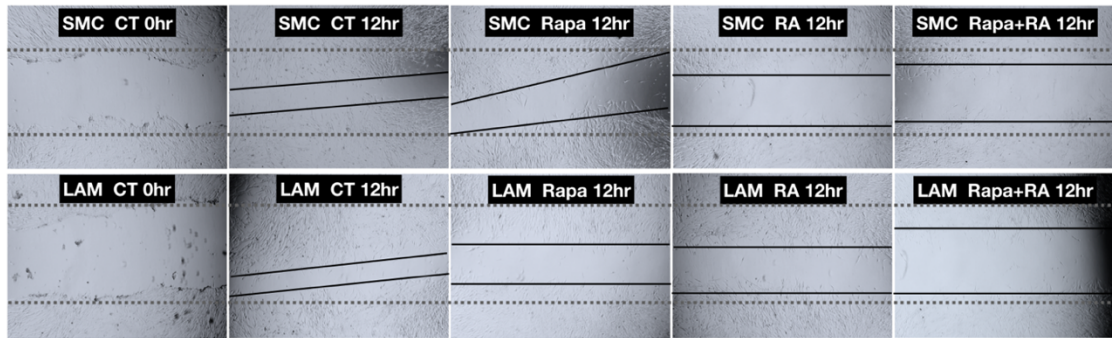 SMC CT 0hr
SMC CT 12hr
SMC Rapa 12hr
SMC RA 12hr
SMC Rapa+RA 12hr
LAM CT 0hr
LAM CT 12hr
LAM Rapa 12hr
LAM RA 12hr
LAM Rapa+RA 12hr